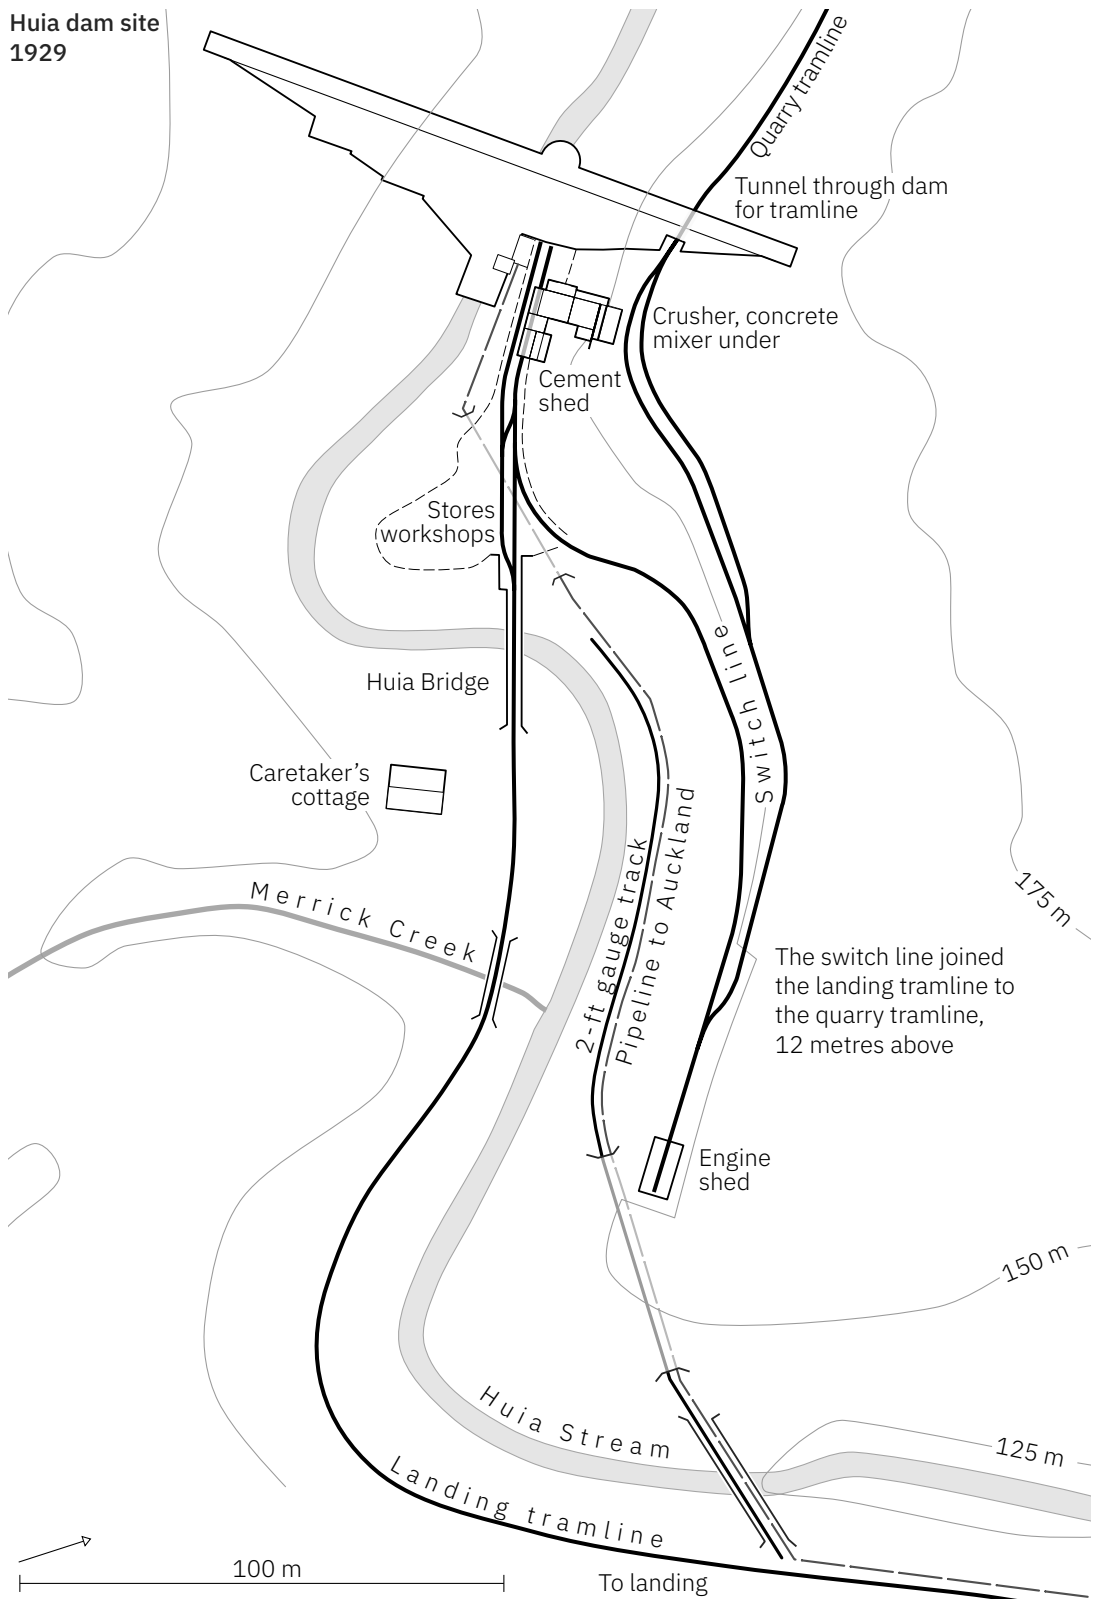 Huia dam site
1929
Quarry tramline
Tunnel through dam
for tramline
Crusher, concrete
mixer under
Cement
shed
Stores
workshops
Switch line
Huia Bridge
Caretaker’s
cottage
2-ft gauge track
Pipeline to Auckland
Merrick Creek
175 m
The switch line joined
the landing tramline to
the quarry tramline,
12 metres above
Engine
shed
150 m
Huia Stream
125 m
Landing tramline
100 m
To landing